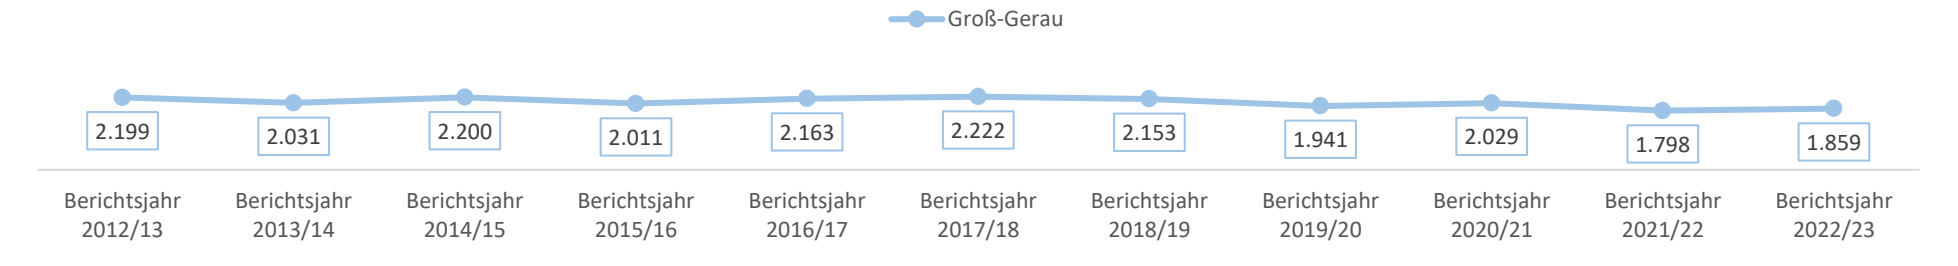 Groß-Gerau
2.199 2.031 2.200 2.011 2.163 2.222 2.153 1.941 2.029 1.798 1.859
Berichtsjahr Berichtsjahr Berichtsjahr Berichtsjahr Berichtsjahr Berichtsjahr Berichtsjahr Berichtsjahr Berichtsjahr Berichtsjahr Berichtsjahr
2012/13 2013/14 2014/15 2015/16 2016/17 2017/18 2018/19 2019/20 2020/21 2021/22 2022/23